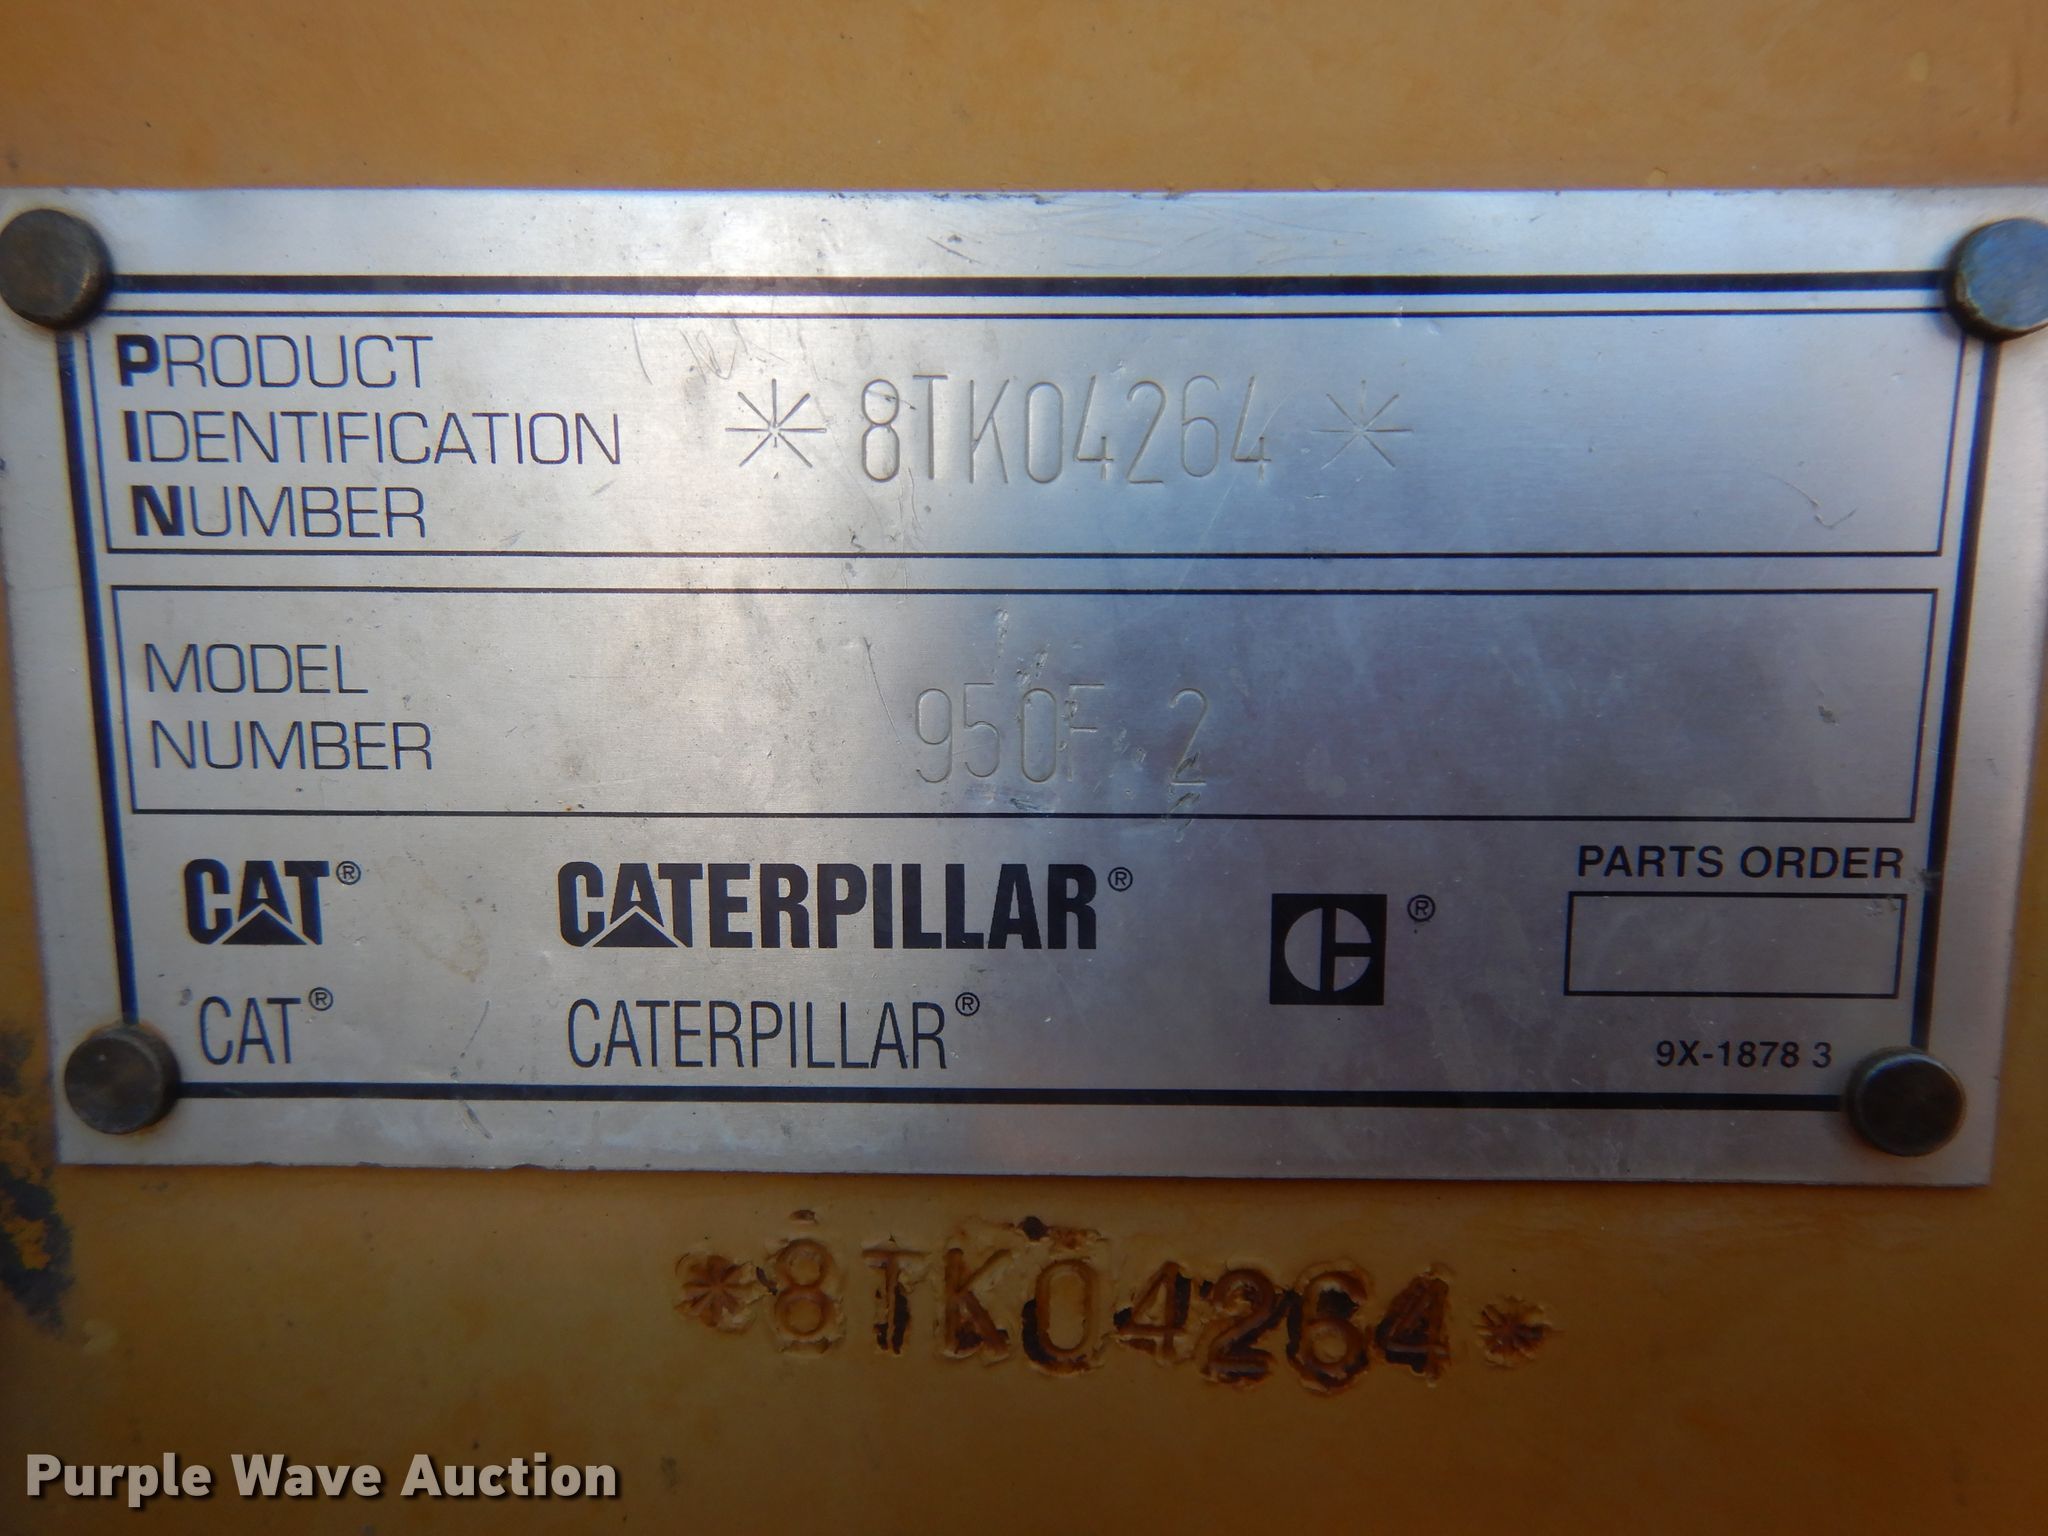 PRODUCT
IDENTIFICATION
NUMBER
*8TK04264*
MODEL
NUMBER
950F 2
CAT® CATERPILLAR® ® PARTS ORDER
CAT® CATERPILLAR®
9X-1878 3
*8TK04264*
Purple Wave Auction